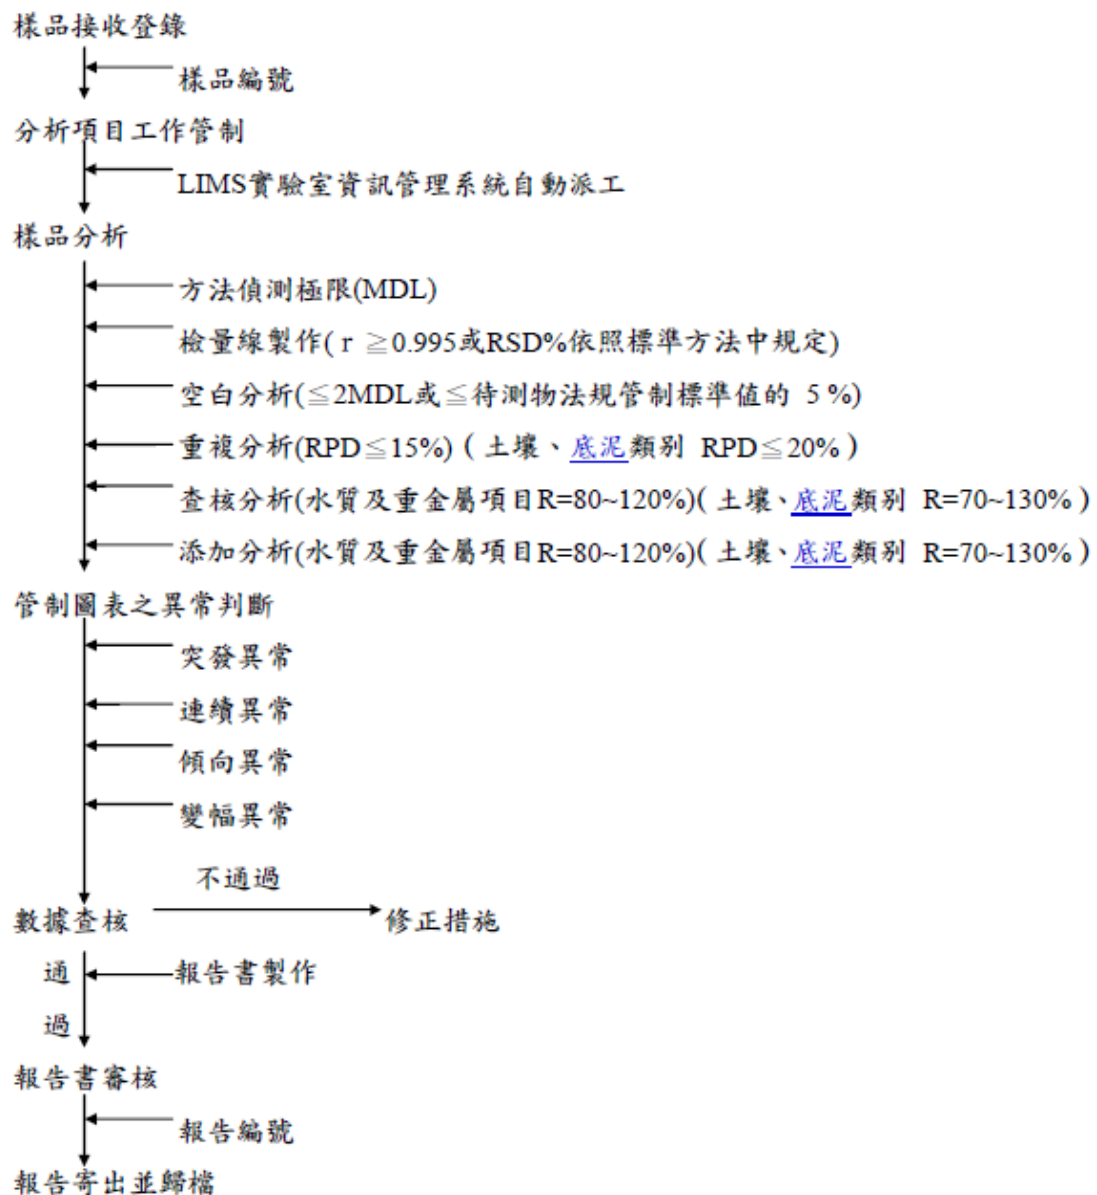 樣品接收登錄
樣品編號
分析項目工作管制
LIMS實驗室資訊管理系統自動派工
樣品分析
方法偵測極限(MDL)
檢量線製作( r ≧0.995或RSD%依照標準方法中規定)
空白分析(≦2MDL或≦待測物法規管制標準值的 5 %)
重複分析(RPD≦15%)(土壤、底泥類別 RPD≦20%)
查核分析(水質及重金屬項目R=80~120%)(土壤、底泥類別 R=70~130%)
添加分析(水質及重金屬項目R=80~120%)(土壤、底泥類別 R=70~130%)
管制圖表之異常判斷
突發異常
連續異常
傾向異常
變幅異常
不通過
數據查核 修正措施
通 報告書製作
過
報告書審核
報告編號
報告寄出並歸檔